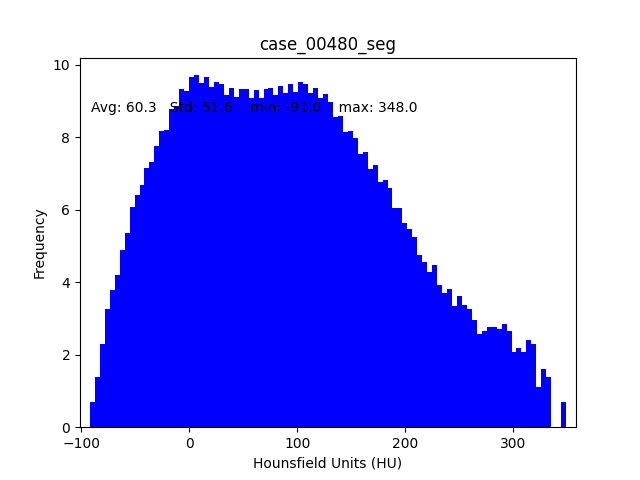 case_00480_seg
10
Avg: 60.3 Std: 51.6 min: -91.0 max: 348.0
8
6
4
2
0
Frequency
−100 0 100 200 300
Hounsfield Units (HU)